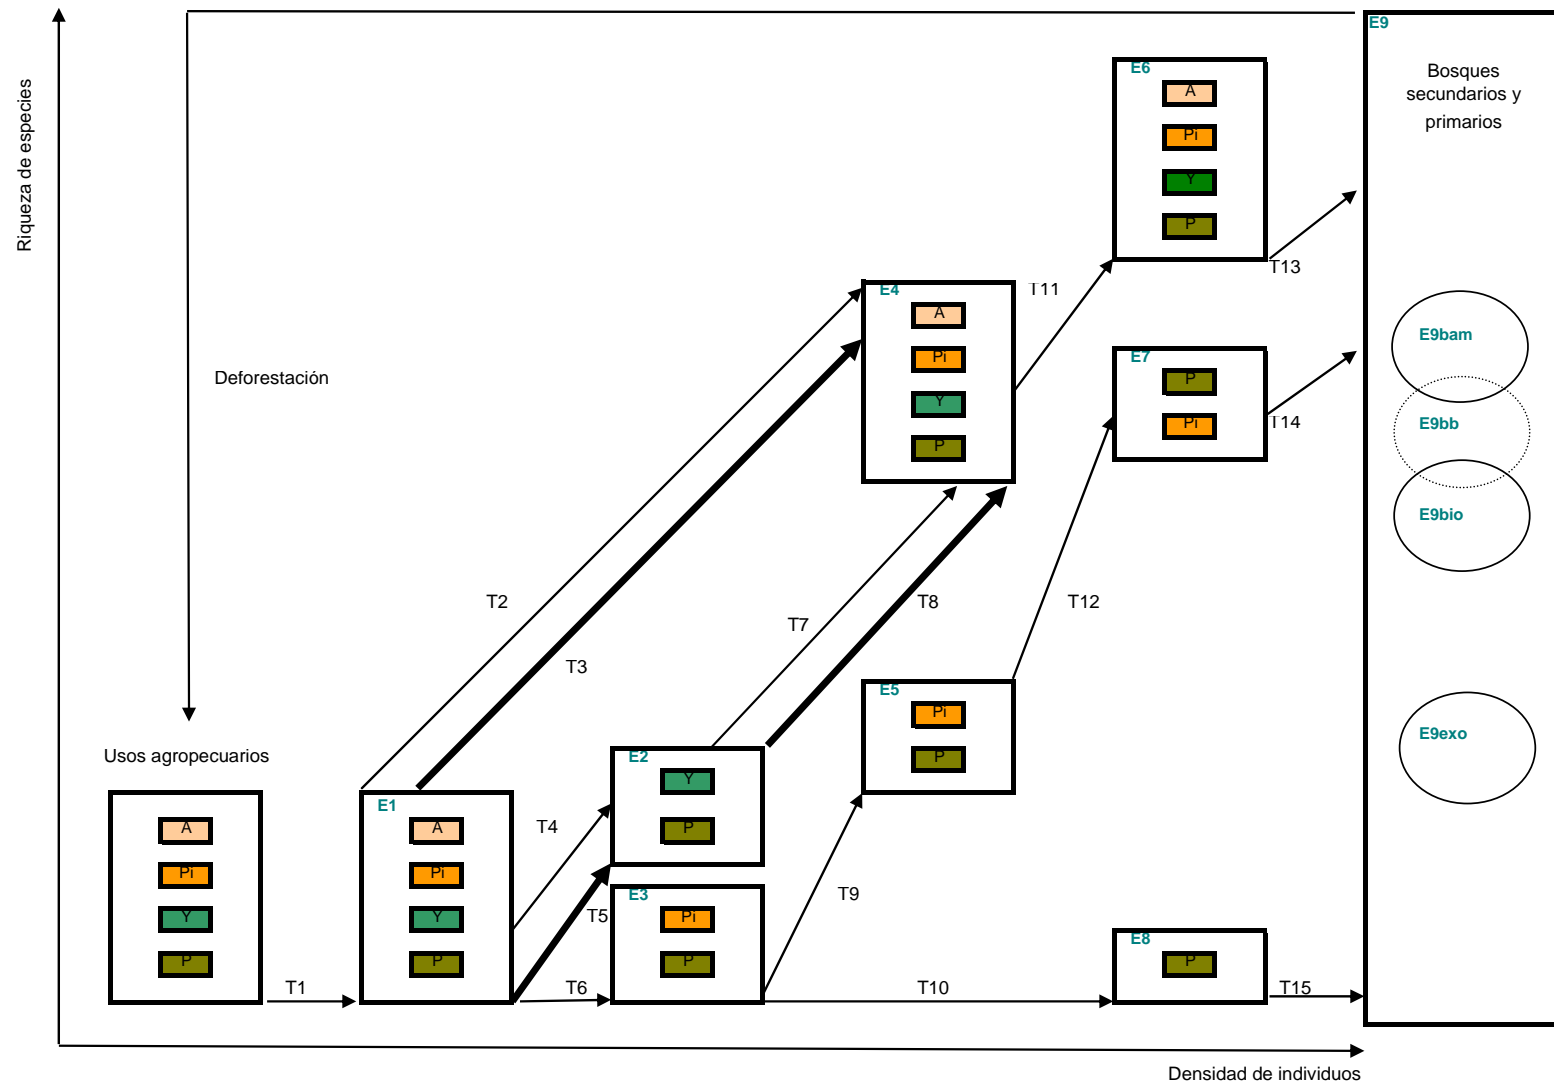 Riqueza de especies
E9
Bosques
secundarios y
primarios
E6
A
Pi
Y
P
T13
E4
A
Pi
Y
P
T11
E9bam
E7
P
Pi
T14
E9bb
E9bio
Deforestación
T2
T3
T7
T8
T12
E5
Pi
P
E9exo
Usos agropecuarios
A
Pi
Y
P
T1
E1
A
Pi
Y
P
T4
T5
T6
E2
Y
P
E3
Pi
P
T9
T10
E8
P
T15
Densidad de individuos